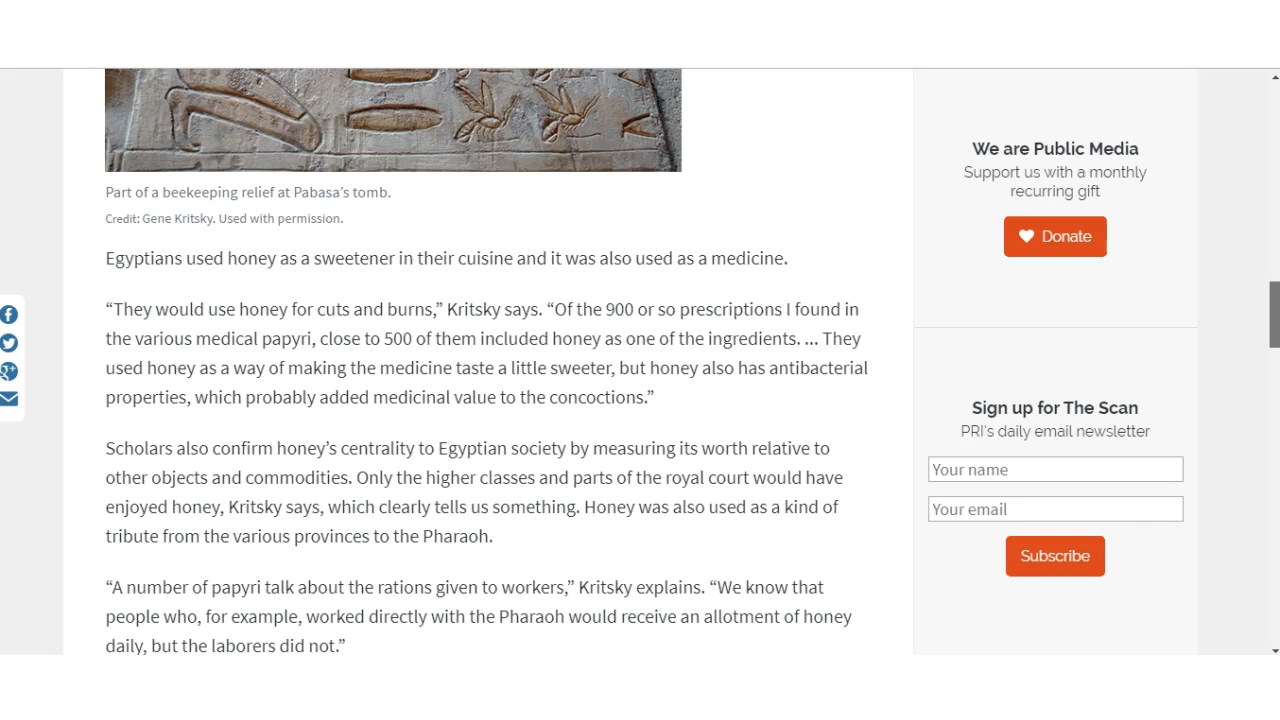 Part of a beekeeping relief at Pabasa’s tomb.
Credit: Gene Kritsky. Used with permission.
Egyptians used honey as a sweetener in their cuisine and it was also used as a medicine.
“They would use honey for cuts and burns,” Kritsky says. “Of the 900 or so prescriptions I found in
the various medical papyri, close to 500 of them included honey as one of the ingredients. ... They
used honey as a way of making the medicine taste a little sweeter, but honey also has antibacterial
properties, which probably added medicinal value to the concoctions.”
Scholars also confirm honey’s centrality to Egyptian society by measuring its worth relative to
other objects and commodities. Only the higher classes and parts of the royal court would have
enjoyed honey, Kritsky says, which clearly tells us something. Honey was also used as a kind of
tribute from the various provinces to the Pharaoh.
“A number of papyri talk about the rations given to workers,” Kritsky explains. “We know that
people who, for example, worked directly with the Pharaoh would receive an allotment of honey
daily, but the laborers did not.”
We are Public Media
Support us with a monthly
recurring gift
Donate
Sign up for The Scan
PRI's daily email newsletter
Your name
Your email
Subscribe